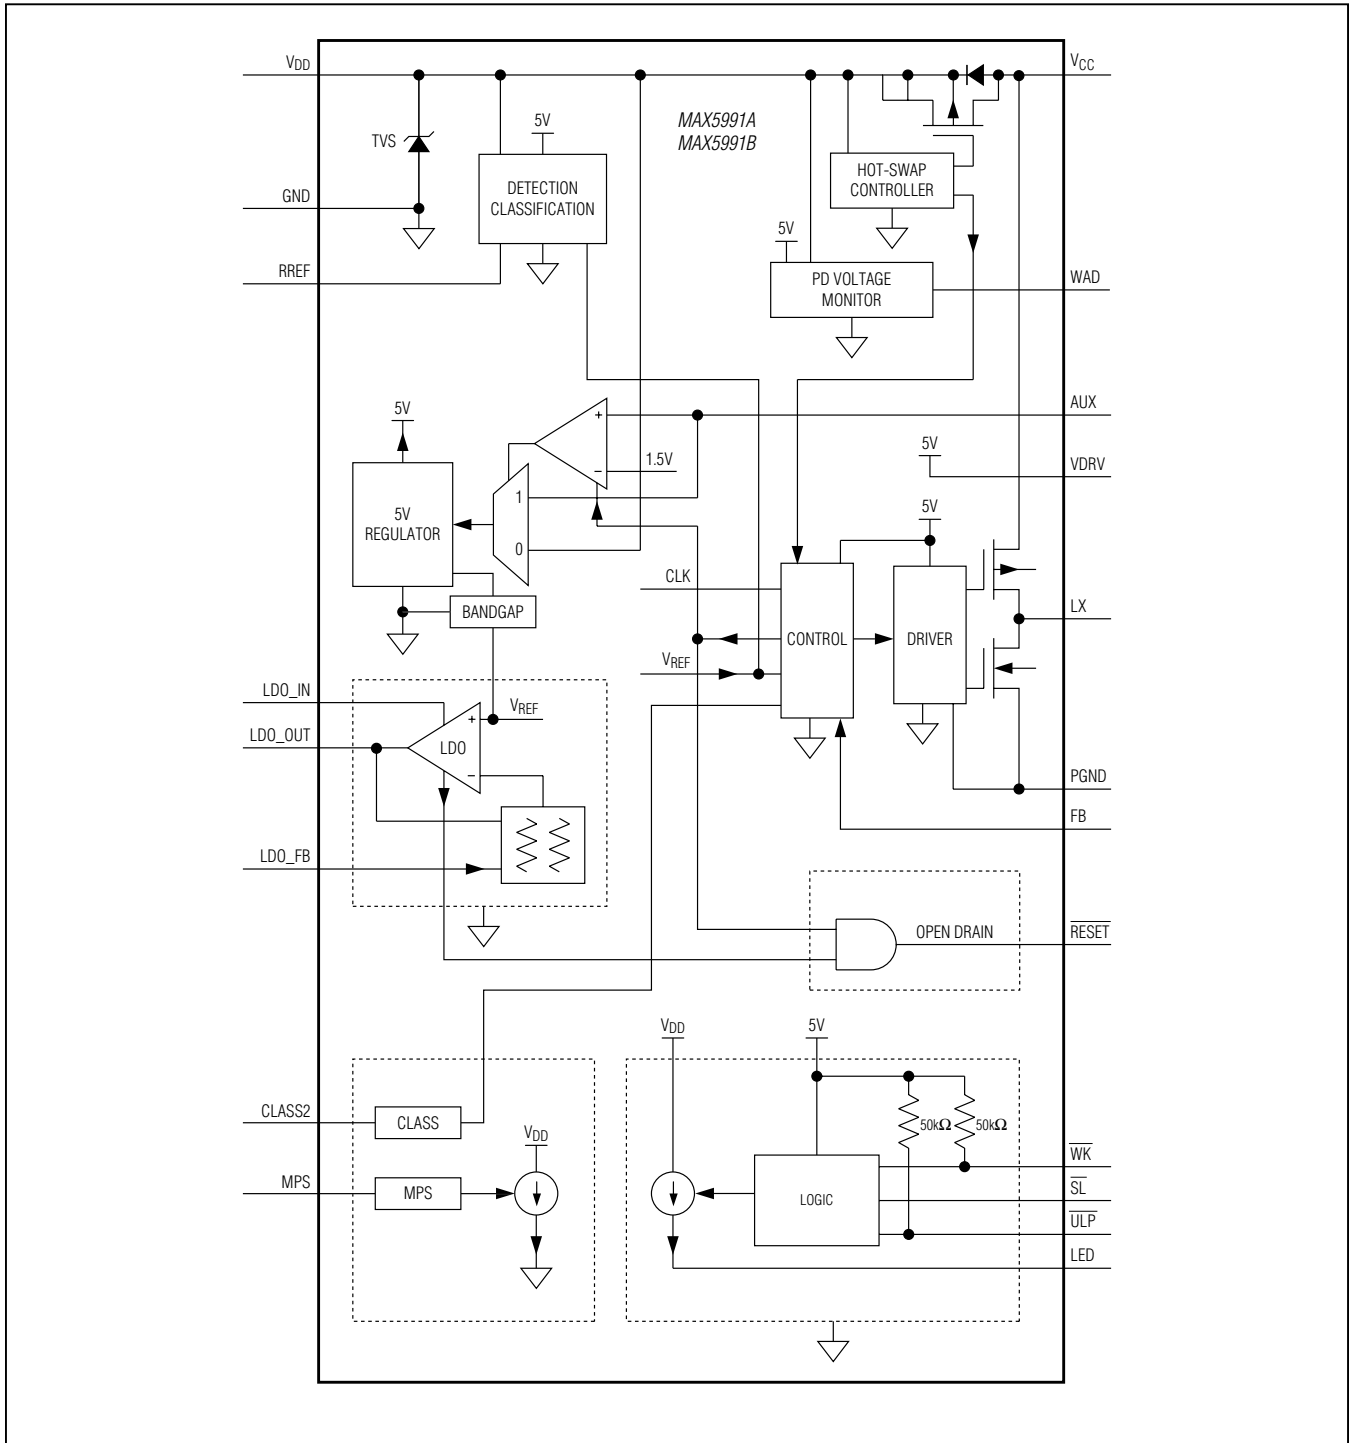 VDD
VCC
MAX5991A
MAX5991B
5V
TVS
DETECTION
CLASSIFICATION
HOT-SWAP
CONTROLLER
GND
5V
RREF
PD VOLTAGE
MONITOR
WAD
5V
+
AUX
−
1.5V
5V
VDRV
1
5V
REGULATOR
5V
0
CLK
BANDGAP
LX
CONTROL
DRIVER
VREF
LDO_IN
+
VREF
LDO_OUT
LDO
−
PGND
FB
LDO_FB
OPEN DRAIN
RESET
VDD
5V
CLASS2
CLASS
50kΩ
50kΩ
VDD
WK
MPS
MPS
LOGIC
SL
ULP
LED